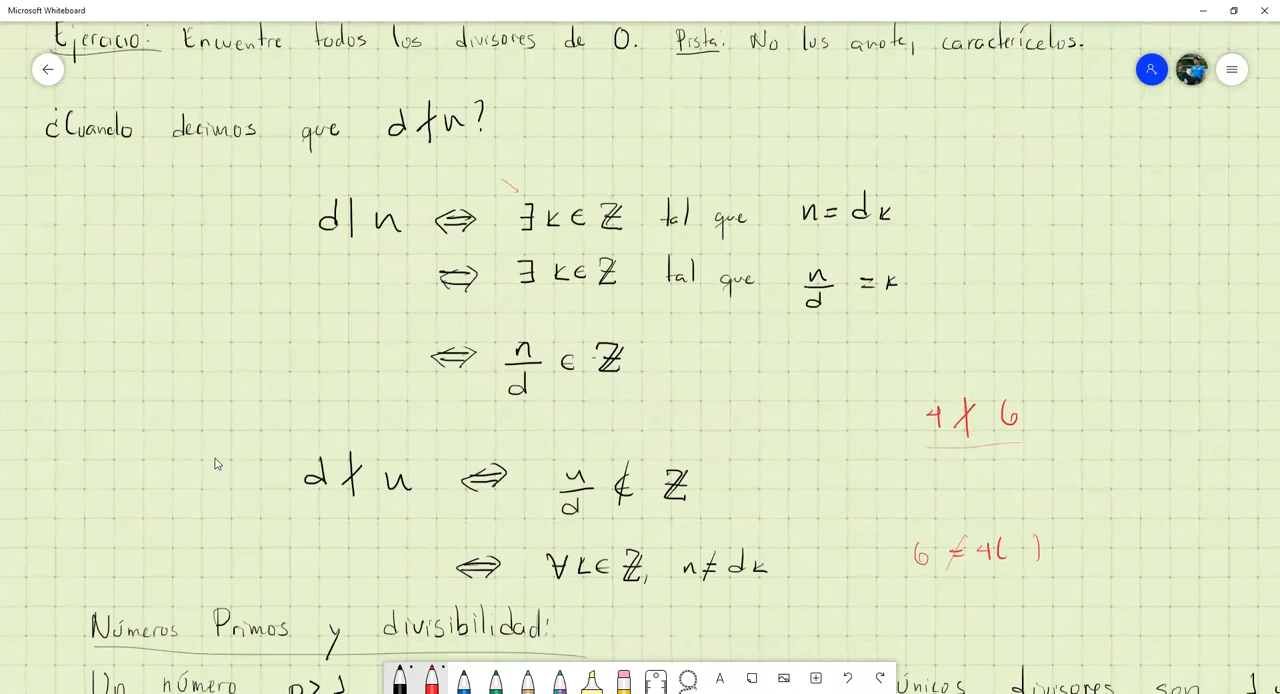 Microsoft Whiteboard
Ejercicio: Encuentre todos los divisores de 0. Pista: No los anote, caracterícelos.
¿Cuando decimos que d∤n?
d | n ⇔ ∃ k ∈ ℤ tal que n = dk
⇔ ∃ k ∈ ℤ tal que n/d = k
⇔ n/d ∈ ℤ
4 ∤ 6
d ∤ n ⇔ n/d ∉ ℤ
6 ≠ 4( )
⇔ ∀k∈ℤ, n ≠ dk
Números Primos y divisibilidad:
Un número p > 1 únicos divisores son 1